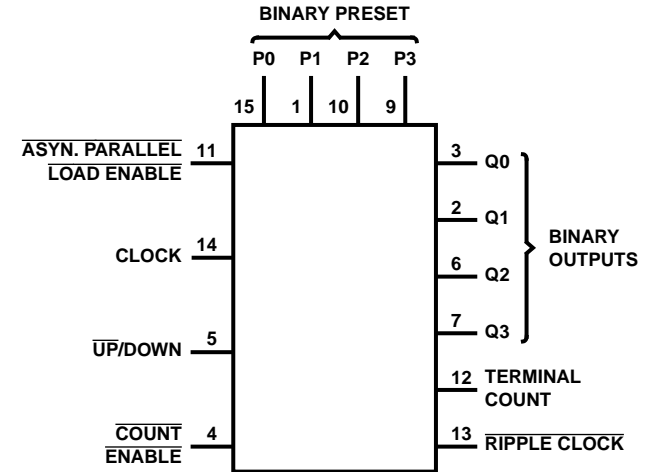 BINARY PRESET
P0 P1 P2 P3
15 1 10 9
ASYN. PARALLEL 11
LOAD ENABLE
3 Q0
2 Q1
CLOCK 14
BINARY
OUTPUTS
6 Q2
UP/DOWN 5
7 Q3
12 TERMINAL
COUNT
COUNT 4
ENABLE
13 RIPPLE CLOCK